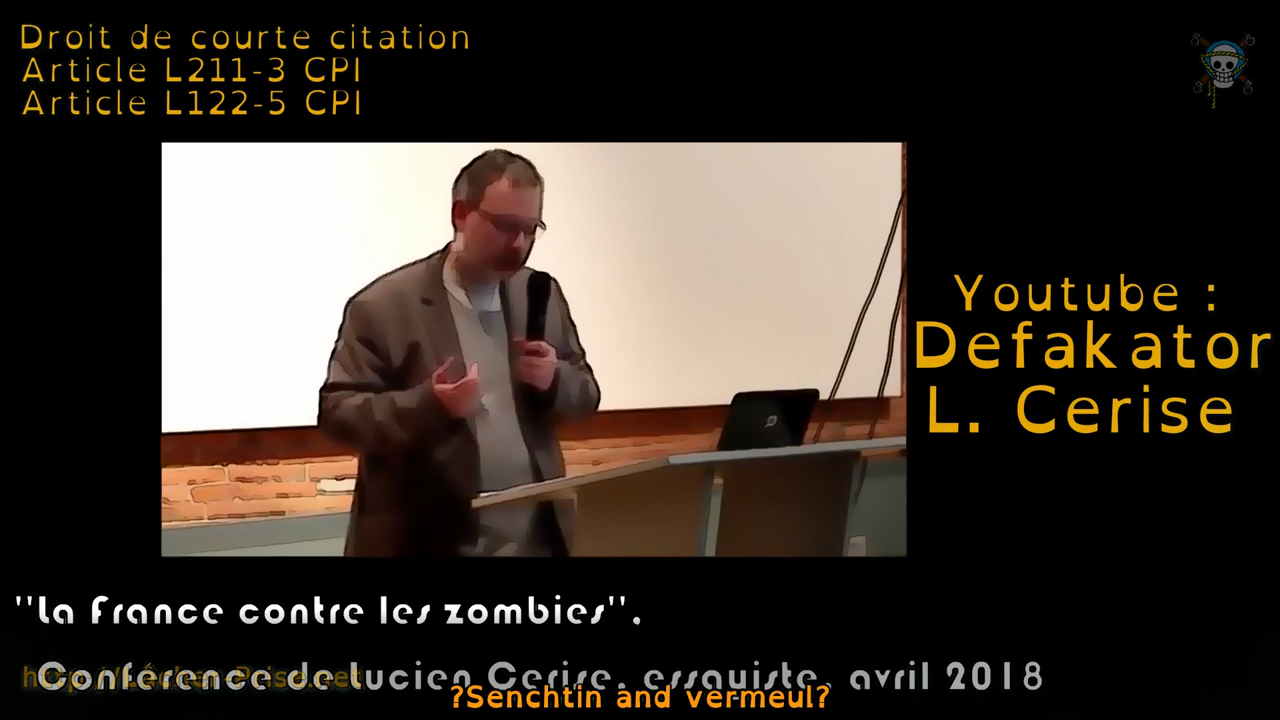 Droit de courte citation
Article L211-3 CPI
Article L122-5 CPI
Youtube :
Defakator
L. Cerise
"La France contre les zombies",
Conférence de Lucien Cerise, essayiste, avril 2018
?Senchtin and vermeul?